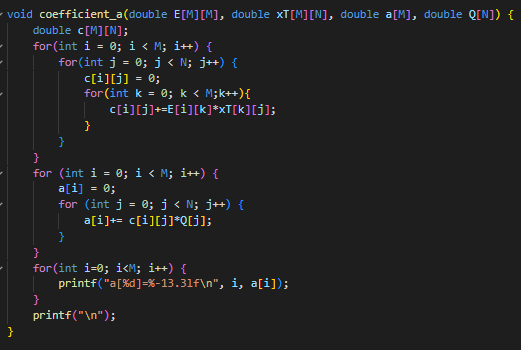 void coefficient_a(double E[M][M], double xT[M][N], double a[M], double Q[N]) {
    double c[M][N];
    for(int i = 0; i < M; i++) {
        for(int j = 0; j < N; j++) {
            c[i][j] = 0;
            for(int k = 0; k < M;k++){
                c[i][j]+=E[i][k]*xT[k][j];
            }
        }
    }
    for (int i = 0; i < M; i++) {
        a[i] = 0;
        for (int j = 0; j < N; j++) {
            a[i]+= c[i][j]*Q[j];
        }
    }
    for(int i=0; i<M; i++) {
        printf("a[%d]=%-13.3lf\n", i, a[i]);
    }
    printf("\n");
}